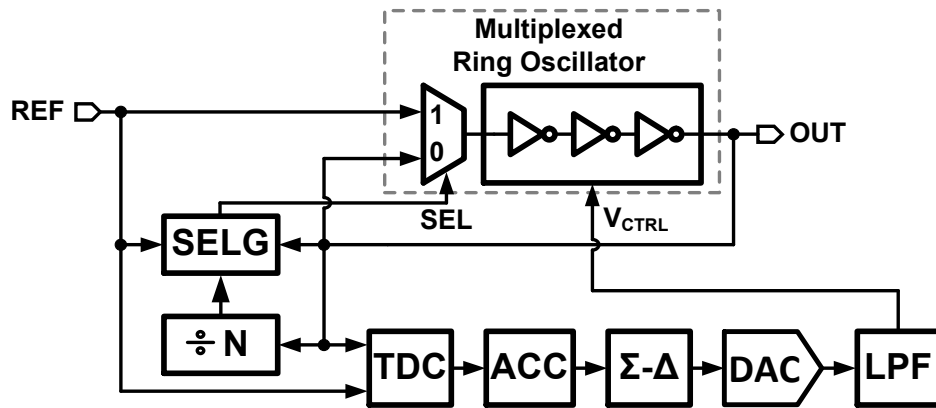 Multiplexed
Ring Oscillator
REF
1
0
OUT
SEL
V_CTRL
SELG
÷ N
TDC
ACC
Σ-Δ
DAC
LPF